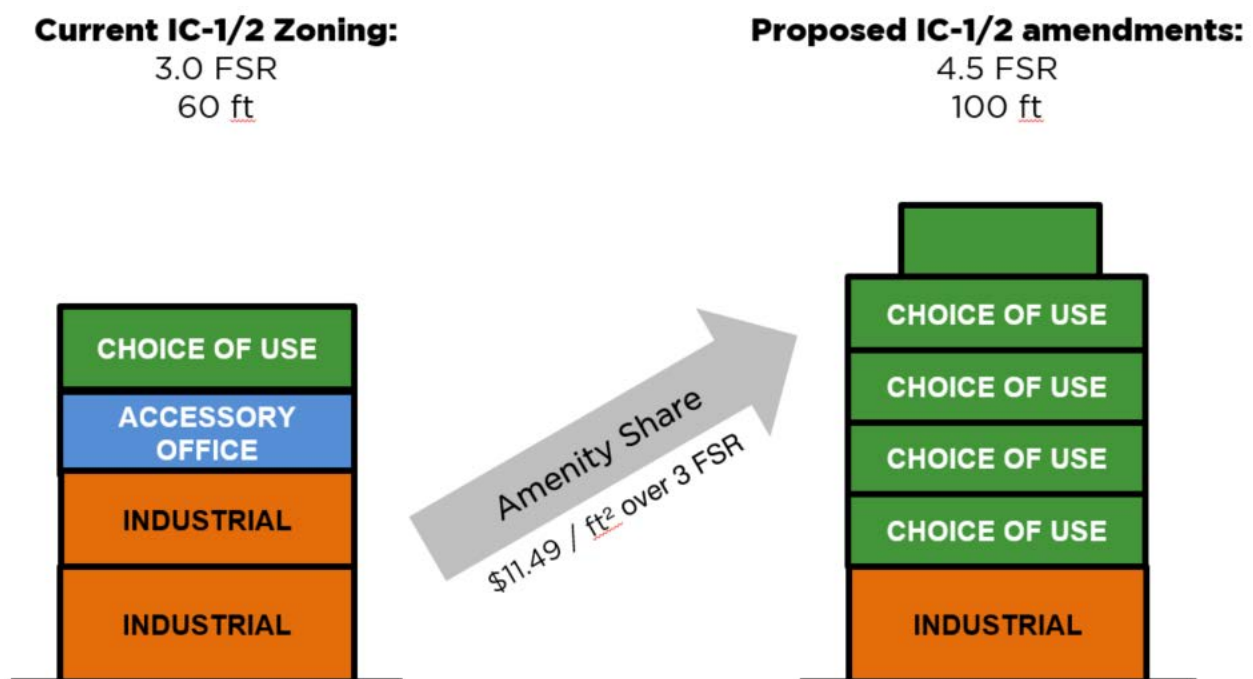 Current IC-1/2 Zoning:
3.0 FSR
60 ft
Proposed IC-1/2 amendments:
4.5 FSR
100 ft
CHOICE OF USE
ACCESSORY
OFFICE
INDUSTRIAL
INDUSTRIAL
Amenity Share
$11.49 / ft² over 3 FSR
CHOICE OF USE
CHOICE OF USE
CHOICE OF USE
CHOICE OF USE
INDUSTRIAL